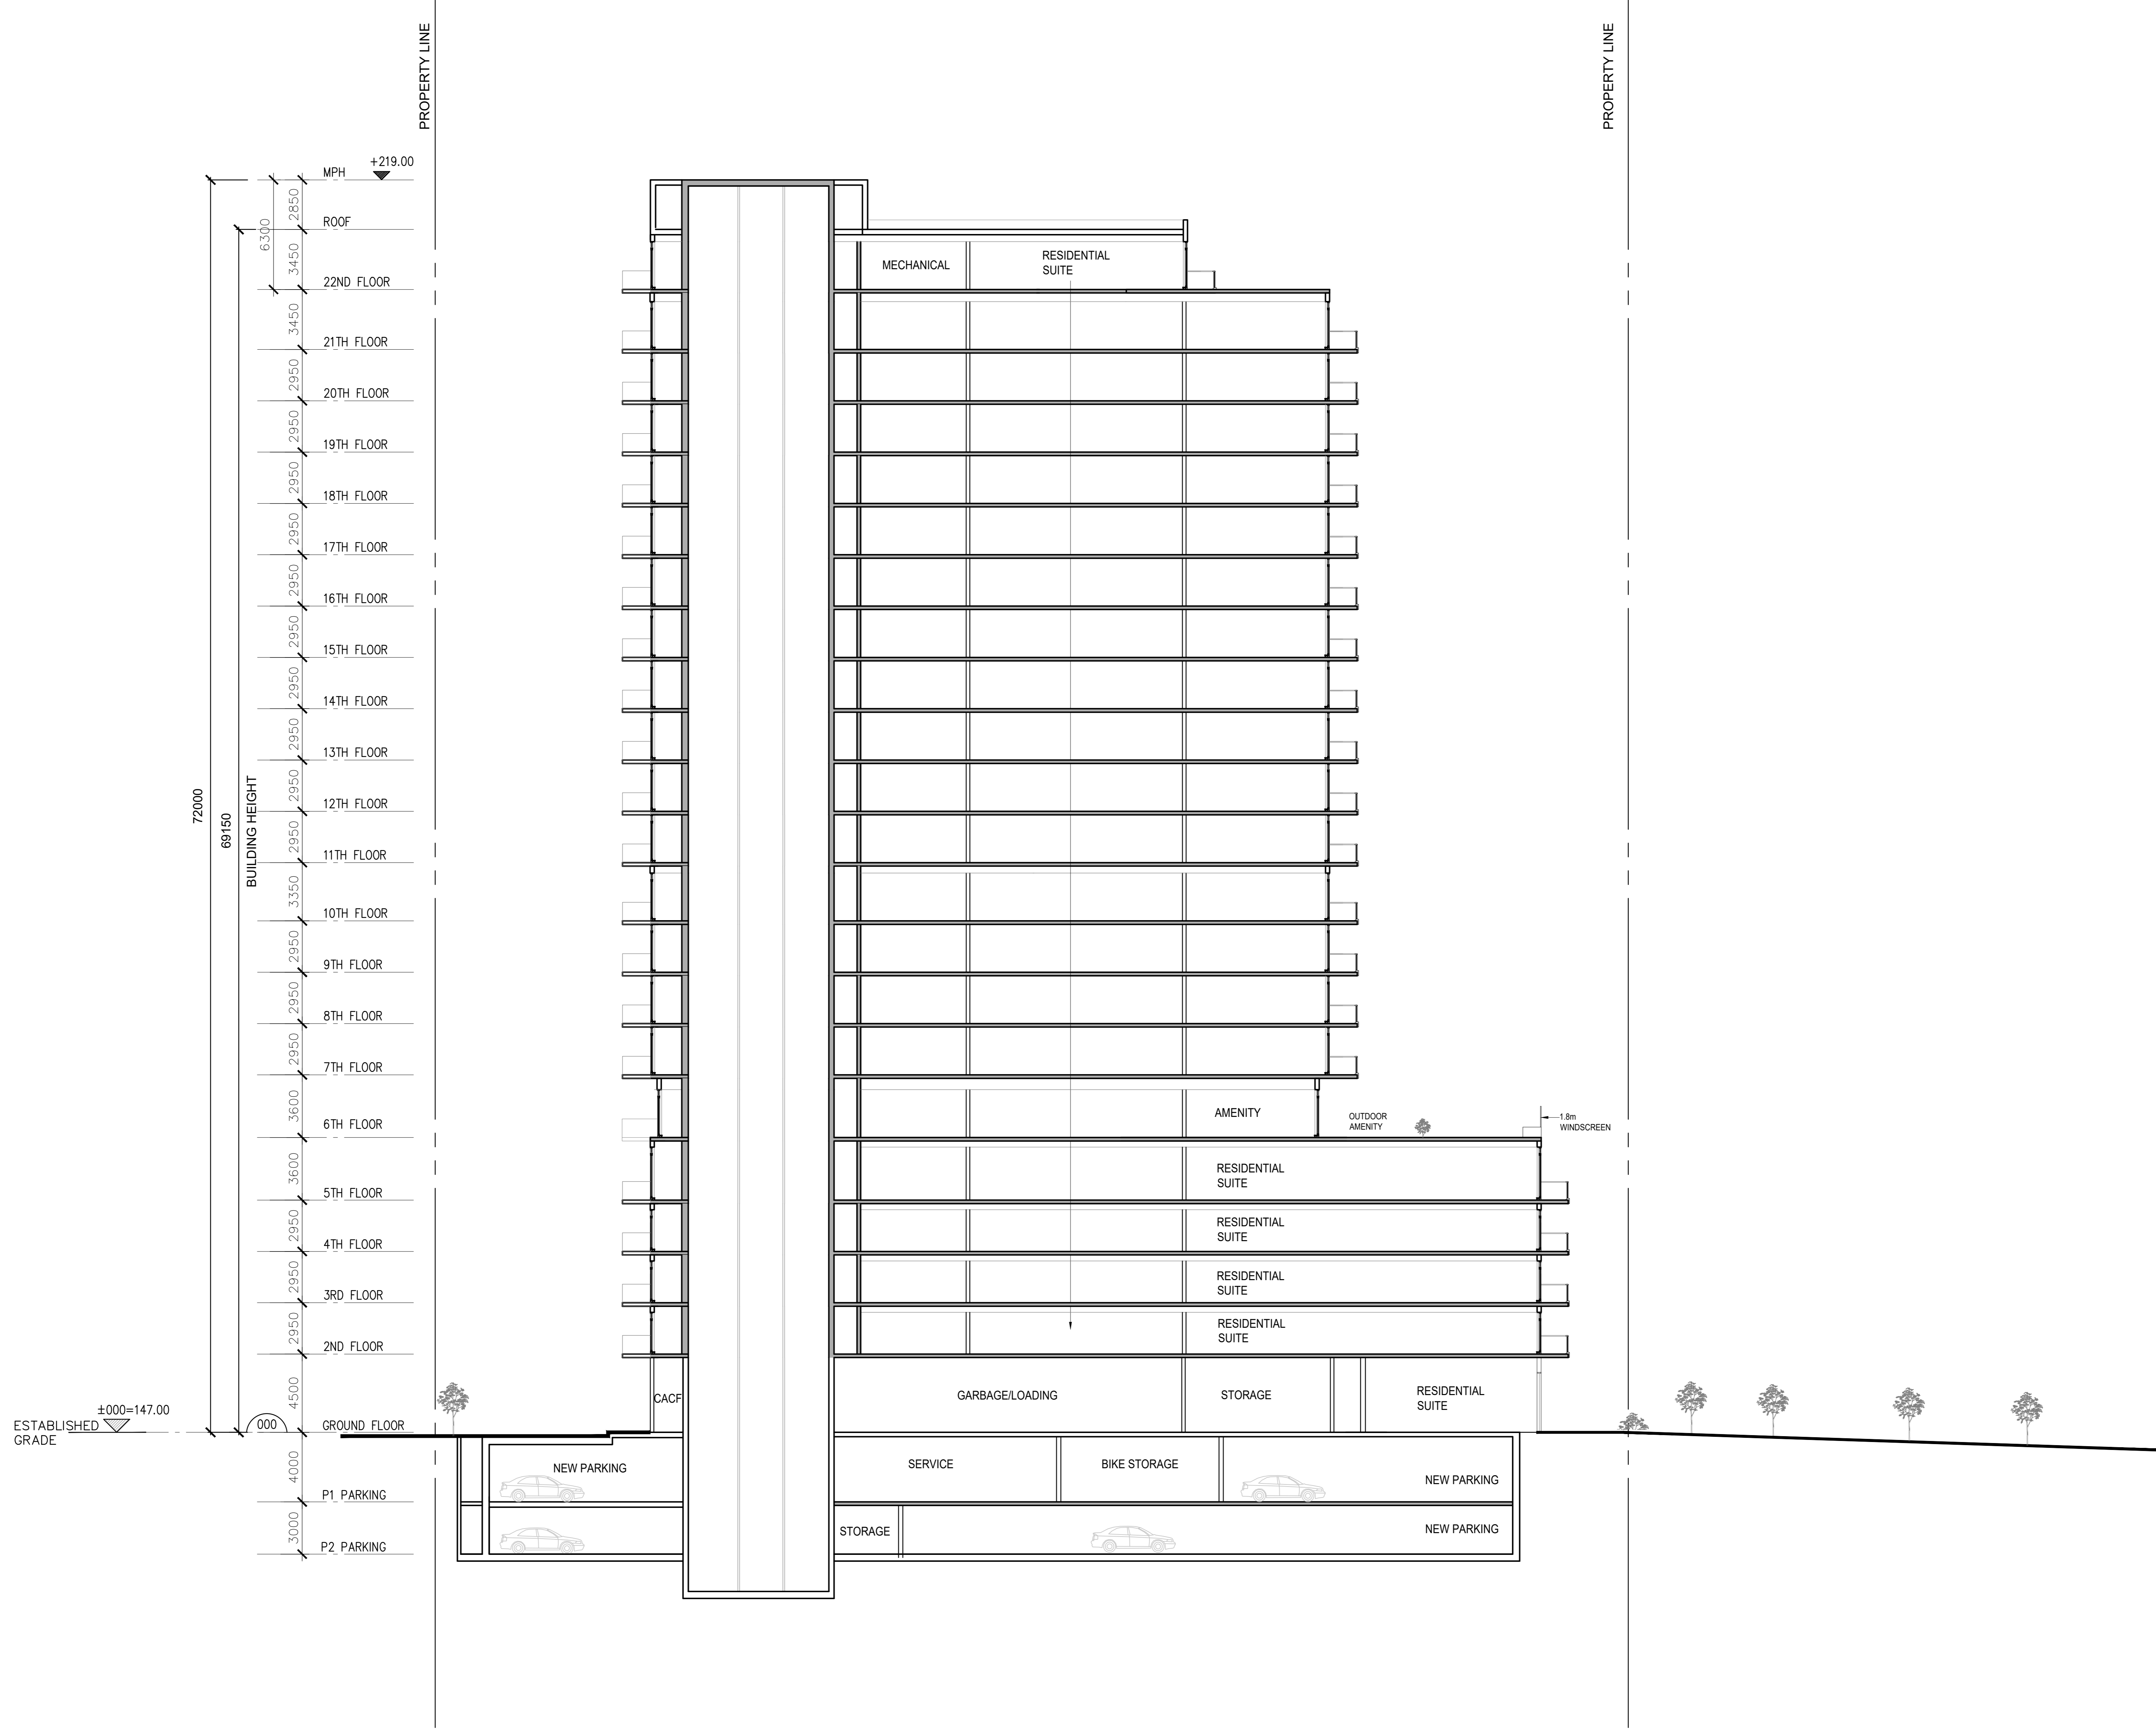 PROPERTY LINE
PROPERTY LINE
+219.00
MPH
2850
ROOF
6300
3450
MECHANICAL
RESIDENTIAL
SUITE
22ND FLOOR
3450
21TH FLOOR
2950
20TH FLOOR
2950
19TH FLOOR
2950
18TH FLOOR
2950
17TH FLOOR
2950
16TH FLOOR
2950
15TH FLOOR
2950
14TH FLOOR
2950
13TH FLOOR
2950
12TH FLOOR
72000
69150
BUILDING HEIGHT
2950
11TH FLOOR
3350
10TH FLOOR
2950
9TH FLOOR
2950
8TH FLOOR
2950
7TH FLOOR
3600
AMENITY
OUTDOOR
AMENITY
1.8m
WINDSCREEN
6TH FLOOR
3600
RESIDENTIAL
SUITE
5TH FLOOR
2950
RESIDENTIAL
SUITE
4TH FLOOR
2950
RESIDENTIAL
SUITE
3RD FLOOR
2950
RESIDENTIAL
SUITE
2ND FLOOR
4500
CACF
GARBAGE/LOADING
STORAGE
RESIDENTIAL
SUITE
±000=147.00
ESTABLISHED
GRADE
000
GROUND FLOOR
4000
NEW PARKING
SERVICE
BIKE STORAGE
NEW PARKING
P1 PARKING
3000
STORAGE
NEW PARKING
P2 PARKING